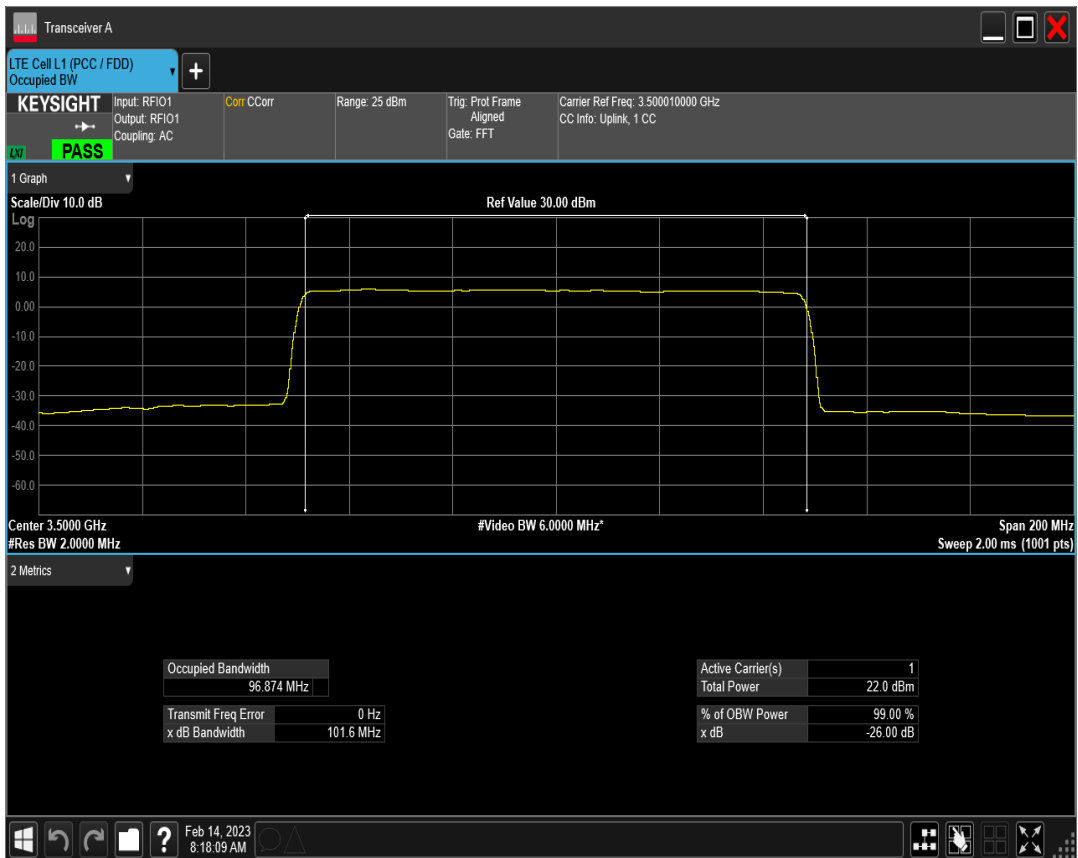 Transceiver A
LTE Cell L1 (PCC / FDD)
Occupied BW
+
KEYSIGHT
LXI
PASS
Input: RFIO1
Output: RFIO1
Coupling: AC
Corr CCorr
Range: 25 dBm
Trig: Prot Frame
Aligned
Gate: FFT
Carrier Ref Freq: 3.500010000 GHz
CC Info: Uplink, 1 CC
1 Graph
Scale/Div 10.0 dB
Ref Value 30.00 dBm
Log
20.0
10.0
0.00
-10.0
-20.0
-30.0
-40.0
-50.0
-60.0
Center 3.5000 GHz
#Video BW 6.0000 MHz*
Span 200 MHz
#Res BW 2.0000 MHz
Sweep 2.00 ms (1001 pts)
2 Metrics
Occupied Bandwidth
96.874 MHz
Transmit Freq Error 0 Hz
x dB Bandwidth 101.6 MHz
Active Carrier(s) 1
Total Power 22.0 dBm
% of OBW Power 99.00 %
x dB -26.00 dB
?
Feb 14, 2023
8:18:09 AM